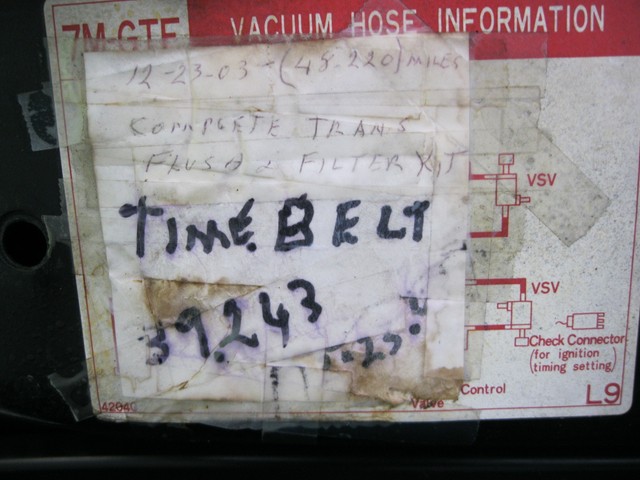 7M-GTE VACUUM HOSE INFORMATION
12-23-03 - (48.220) MILES
COMPLETE TRANS
FLUSH & FILTER KIT
TIME BELT
39.243
VSV
VSV
Check Connector
(for ignition
timing setting)
Control
Valve
L9